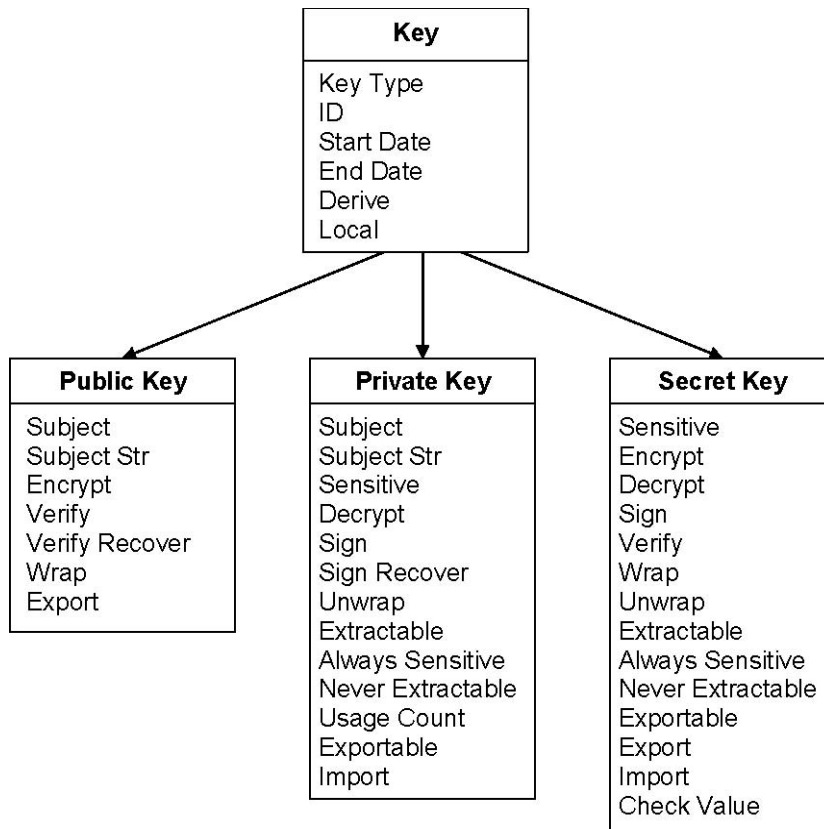 Key
Key Type
ID
Start Date
End Date
Derive
Local
Public Key
Subject
Subject Str
Encrypt
Verify
Verify Recover
Wrap
Export
Private Key
Subject
Subject Str
Sensitive
Decrypt
Sign
Sign Recover
Unwrap
Extractable
Always Sensitive
Never Extractable
Usage Count
Exportable
Import
Secret Key
Sensitive
Encrypt
Decrypt
Sign
Verify
Wrap
Unwrap
Extractable
Always Sensitive
Never Extractable
Exportable
Export
Import
Check Value